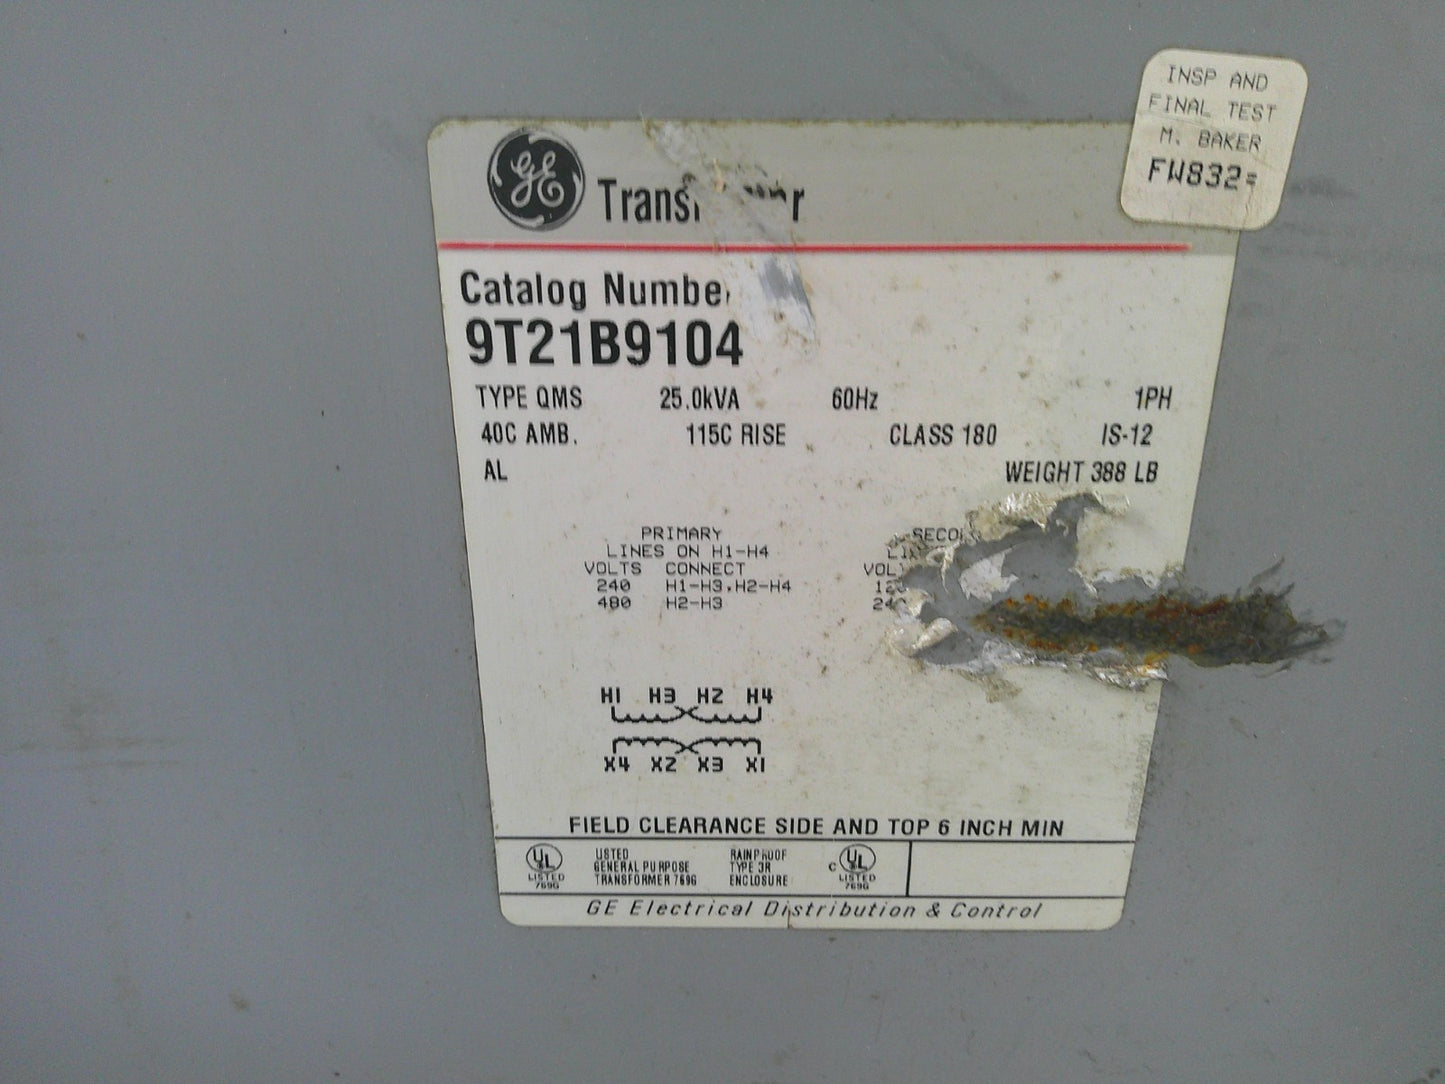 INSP AND
FINAL TEST
M. BAKER
FW832=
GE
Catalog
9T21B9104
TYPE QMS 25.0kVA 60Hz 1PH
40C AMB. 115C RISE CLASS 180 IS-12
AL WEIGHT 388 LB
PRIMARY
LINES ON H1-H4
VOLTS CONNECT
240 H1-H3,H2-H4
480 H2-H3
H1 H3 H2 H4
X4 X2 X3 X1
FIELD CLEARANCE SIDE AND TOP 6 INCH MIN
UL
LISTED
769G
LISTED
GENERAL PURPOSE
TRANSFORMER 769G
RAINPROOF
TYPE 3R
ENCLOSURE
C UL
LISTED
769G
GE Electrical Distribution & Control